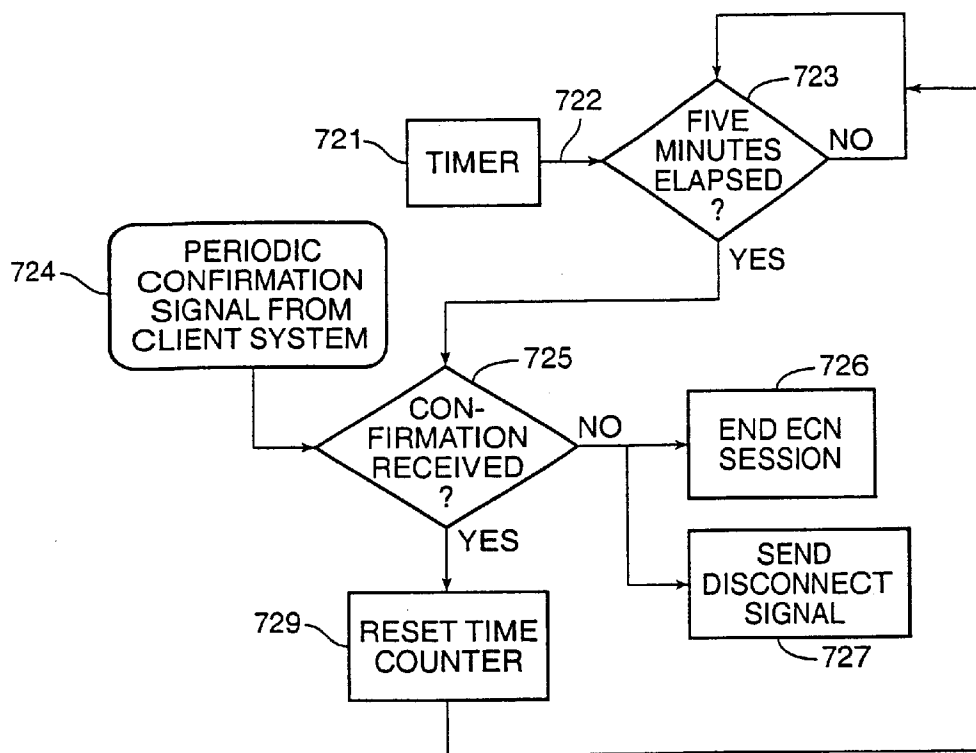 723
722
721
TIMER
FIVE
MINUTES
ELAPSED
?
NO
YES
724
PERIODIC
CONFIRMATION
SIGNAL FROM
CLIENT SYSTEM
725
CON-
FIRMATION
RECEIVED
?
NO
YES
726
END ECN
SESSION
SEND
DISCONNECT
SIGNAL
727
729
RESET TIME
COUNTER